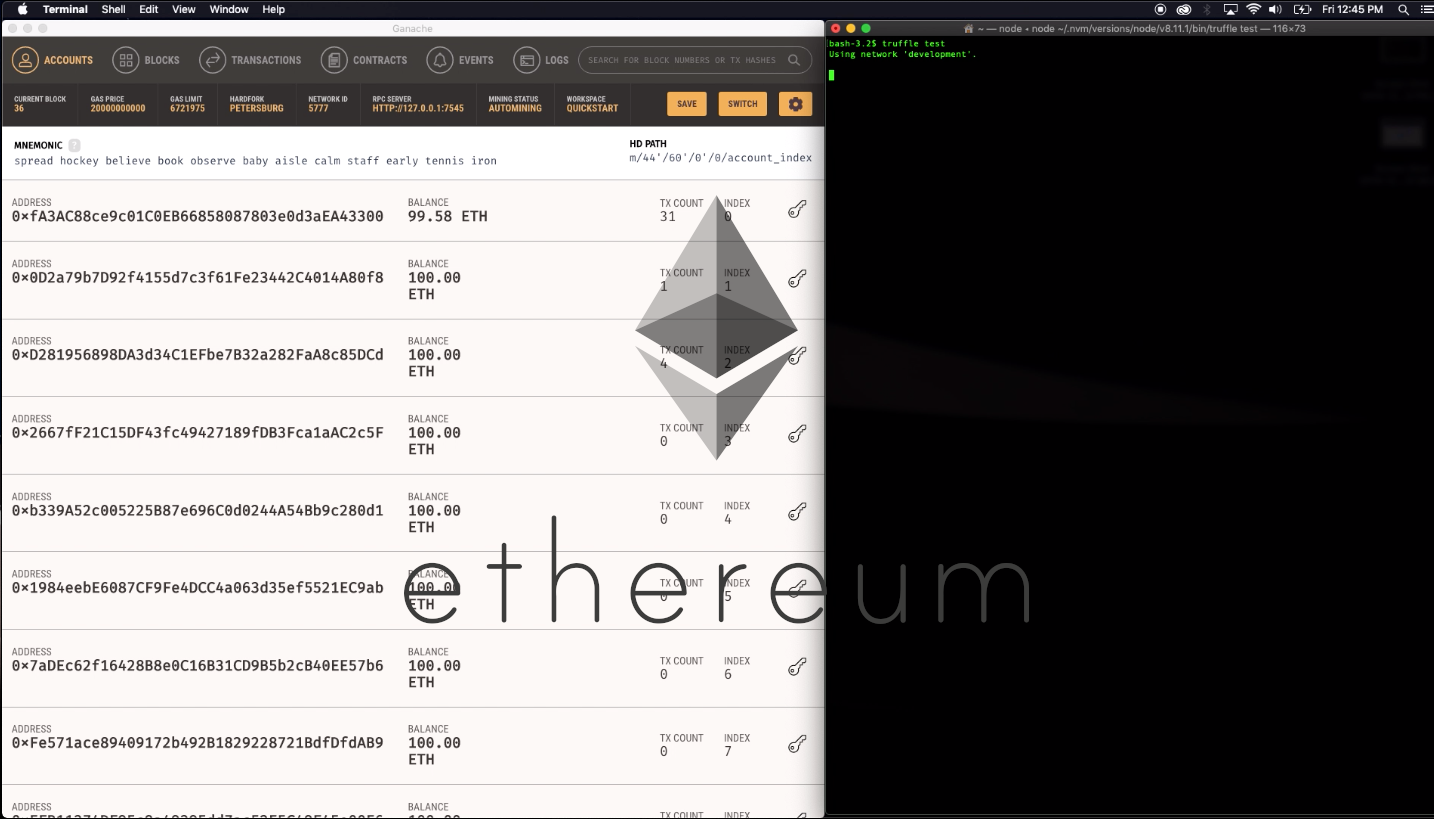 Terminal Shell Edit View Window Help Fri 12:45 PM
Ganache
ACCOUNTS BLOCKS TRANSACTIONS CONTRACTS EVENTS LOGS SEARCH FOR BLOCK NUMBERS OR TX HASHES
CURRENT BLOCK GAS PRICE GAS LIMIT HARDFORK NETWORK ID RPC SERVER MINING STATUS WORKSPACE
36 20000000000 6721975 PETERSBURG 5777 HTTP://127.0.0.1:7545 AUTOMINING QUICKSTART
SAVE SWITCH
MNEMONIC ? HD PATH
spread hockey believe book observe baby aisle calm staff early tennis iron m/44'/60'/0'/0/account_index
ADDRESS BALANCE TX COUNT INDEX
0×fA3AC88ce9c01C0EB66858087803e0d3aEA43300 99.58 ETH 31 0
ADDRESS BALANCE TX COUNT INDEX
0×0D2a79b7D92f4155d7c3f61Fe23442C4014A80f8 100.00 1 1
ETH
ADDRESS BALANCE TX COUNT INDEX
0×D281956898DA3d34C1EFbe7B32a282FaA8c85DCd 100.00 4 2
ETH
ADDRESS BALANCE TX COUNT INDEX
0×2667fF21C15DF43fc49427189fDB3Fca1aAC2c5F 100.00 0 3
ETH
ADDRESS BALANCE TX COUNT INDEX
0×b339A52c005225B87e696C0d0244A54Bb9c280d1 100.00 0 4
ETH
ADDRESS BALANCE TX COUNT INDEX
0×1984eebE6087CF9Fe4DCC4a063d35ef5521EC9ab 100.00 0 5
ETH
ethereum
ADDRESS BALANCE TX COUNT INDEX
0×7aDEc62f16428B8e0C16B31CD9B5b2cB40EE57b6 100.00 0 6
ETH
ADDRESS BALANCE TX COUNT INDEX
0×Fe571ace89409172b492B1829228721BdfDfdAB9 100.00 0 7
ETH
ADDRESS BALANCE TX COUNT INDEX
~ — node • node ~/.nvm/versions/node/v8.11.1/bin/truffle test — 116×73
bash-3.2$ truffle test
Using network 'development'.